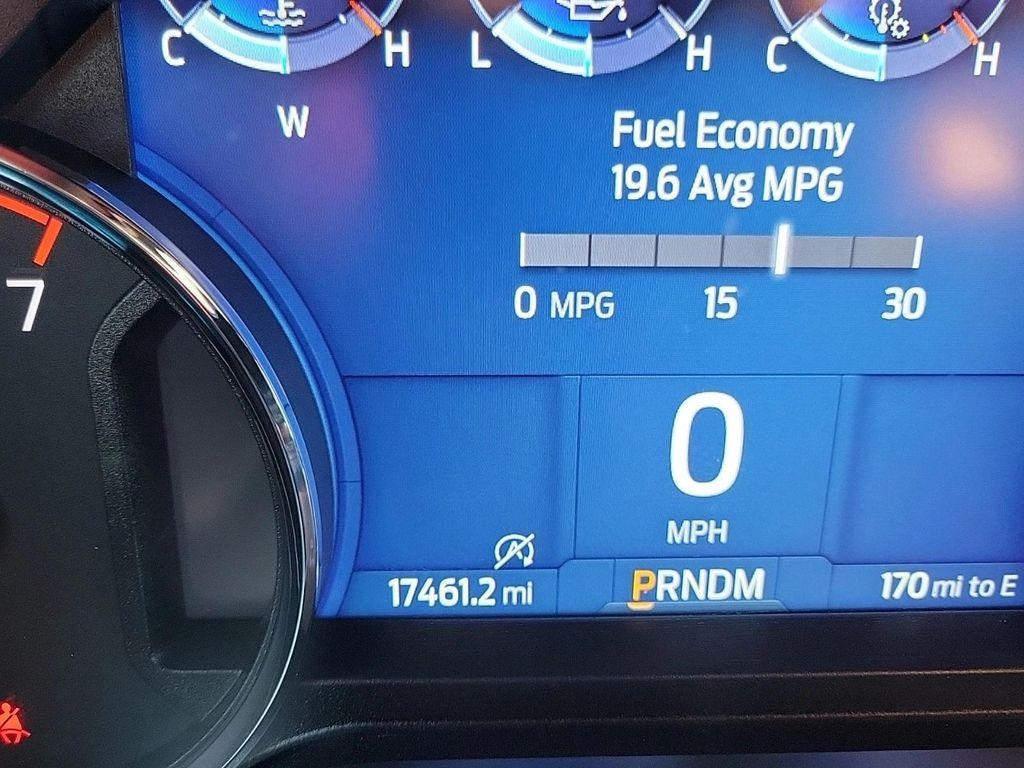 C H L H C H
W
Fuel Economy
19.6 Avg MPG
7
0 MPG 15 30
0
MPH
A
17461.2 mi PRNDM 170 mi to E